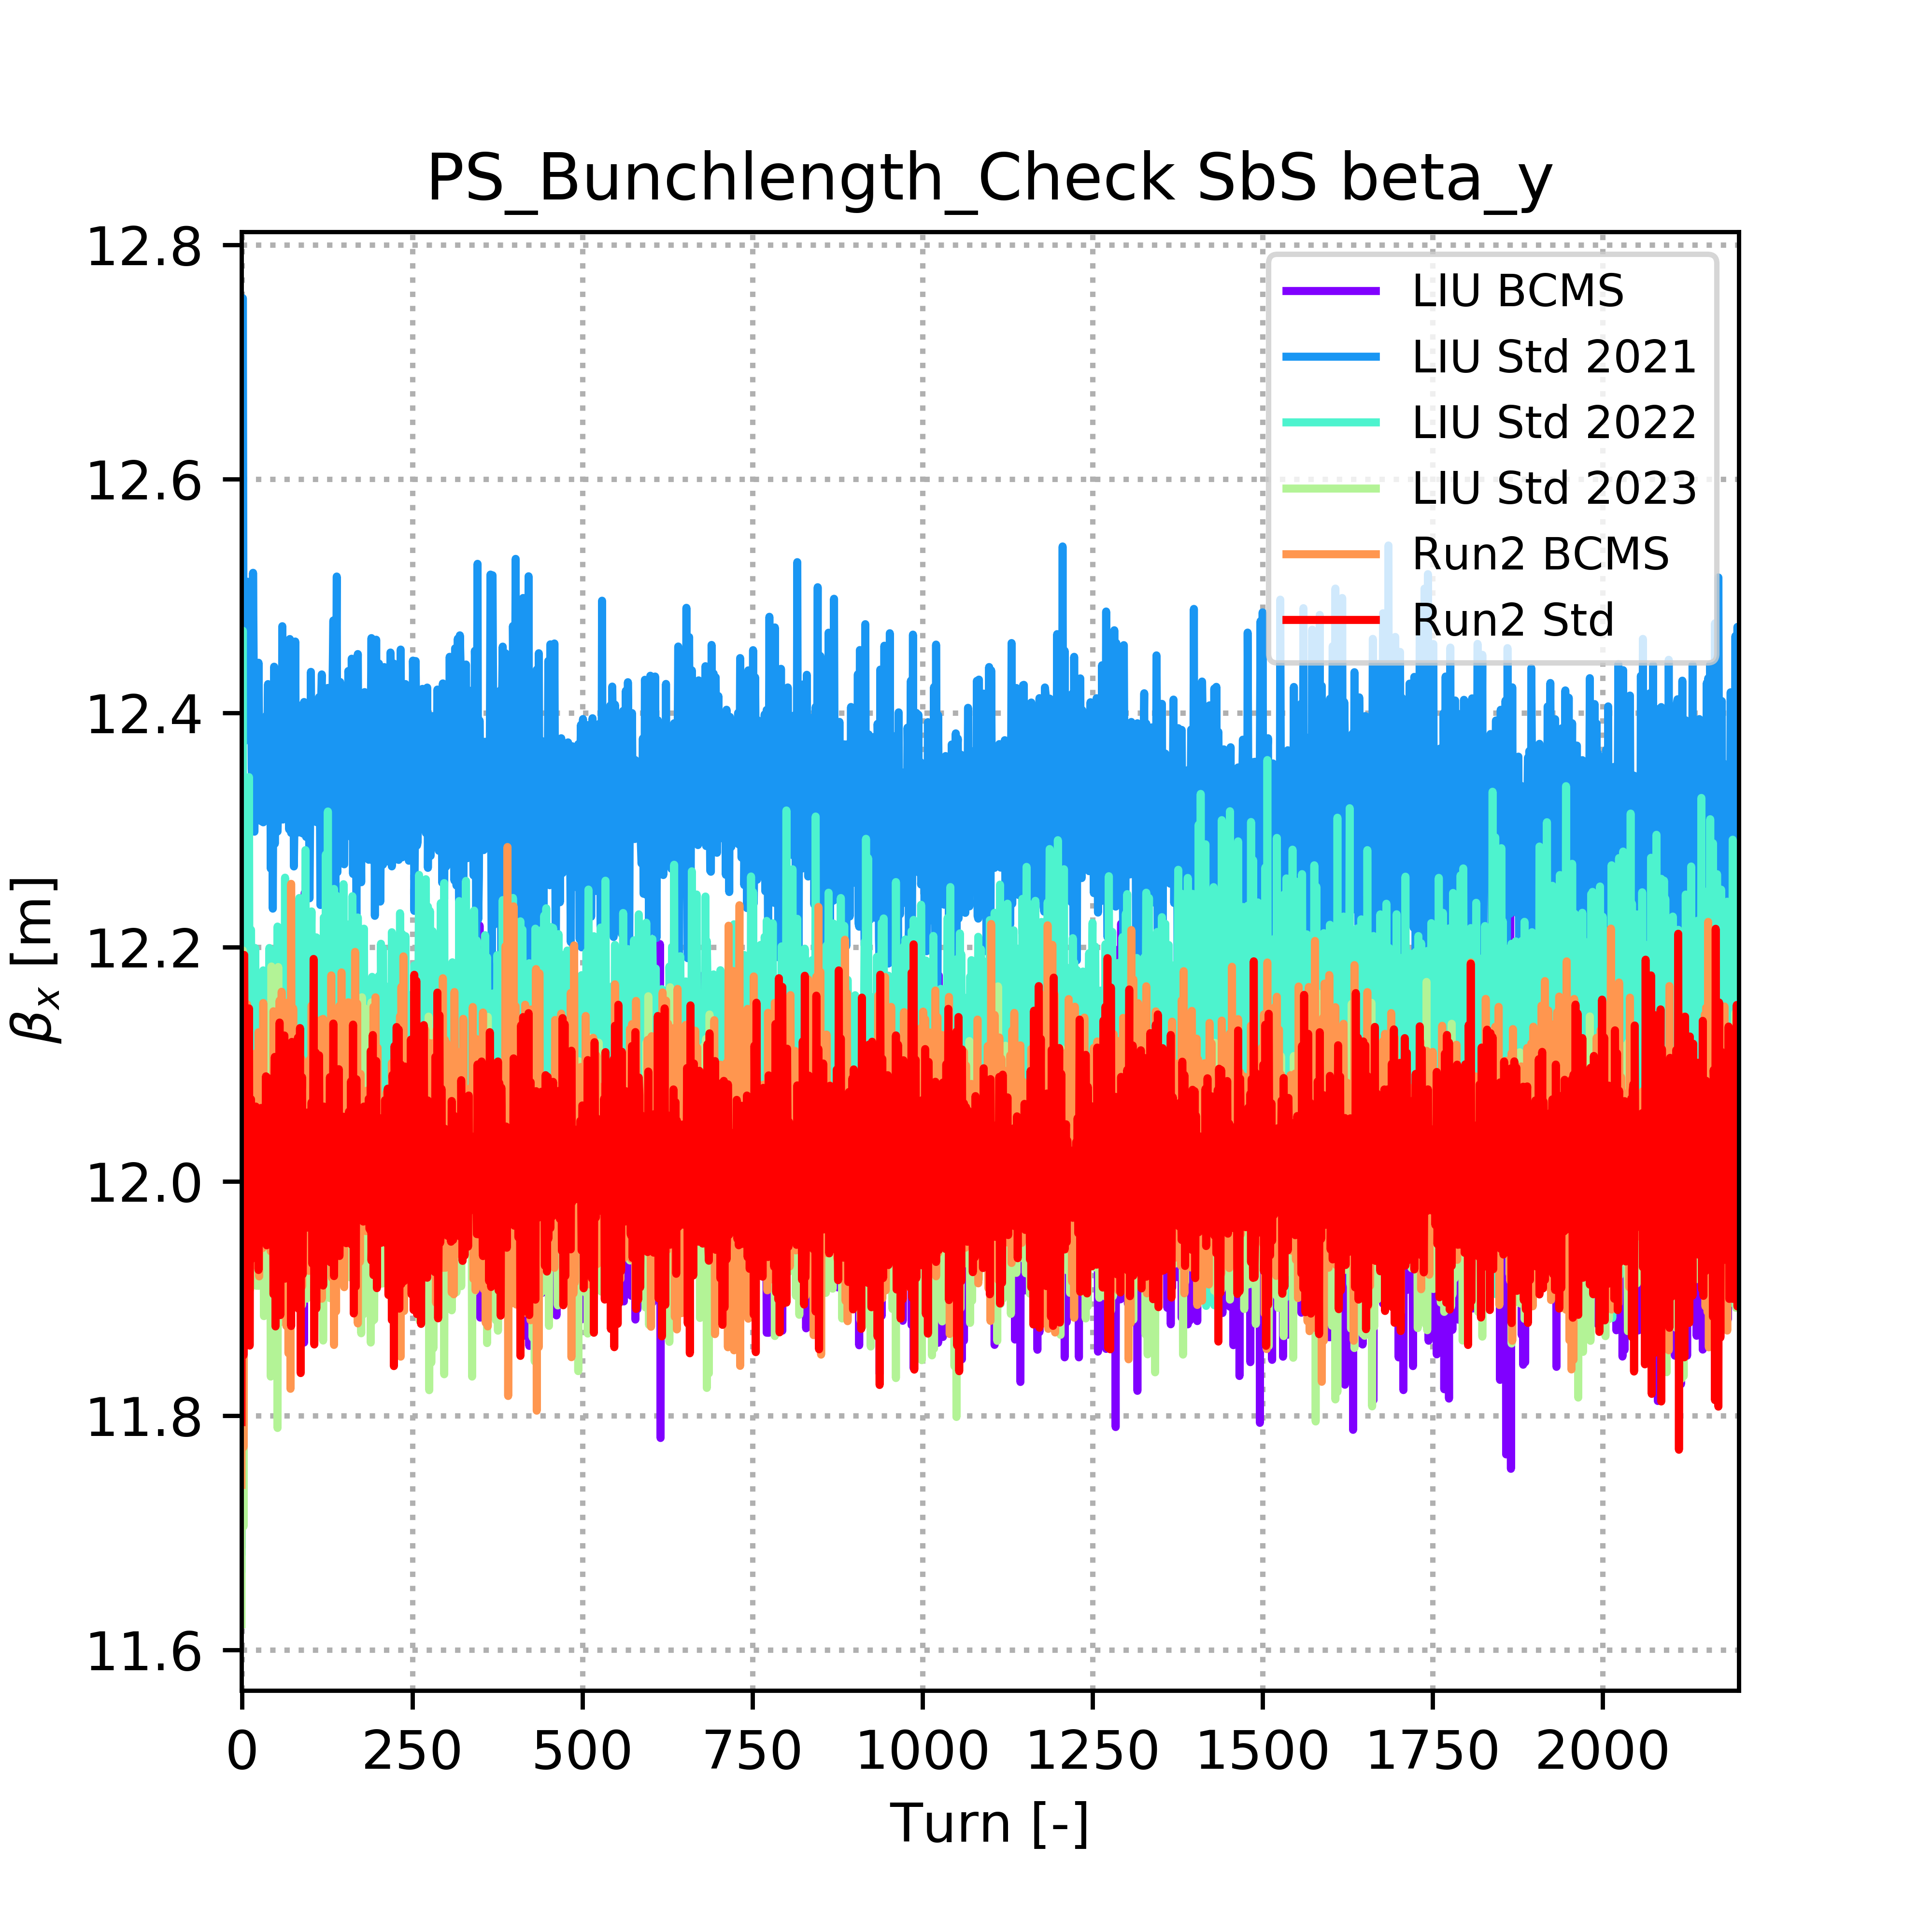 PS_Bunchlength_Check SbS beta_y
12.8
12.6
12.4
12.2
12.0
11.8
11.6
βx [m]
LIU BCMS
LIU Std 2021
LIU Std 2022
LIU Std 2023
Run2 BCMS
Run2 Std
0 250 500 750 1000 1250 1500 1750 2000
Turn [-]